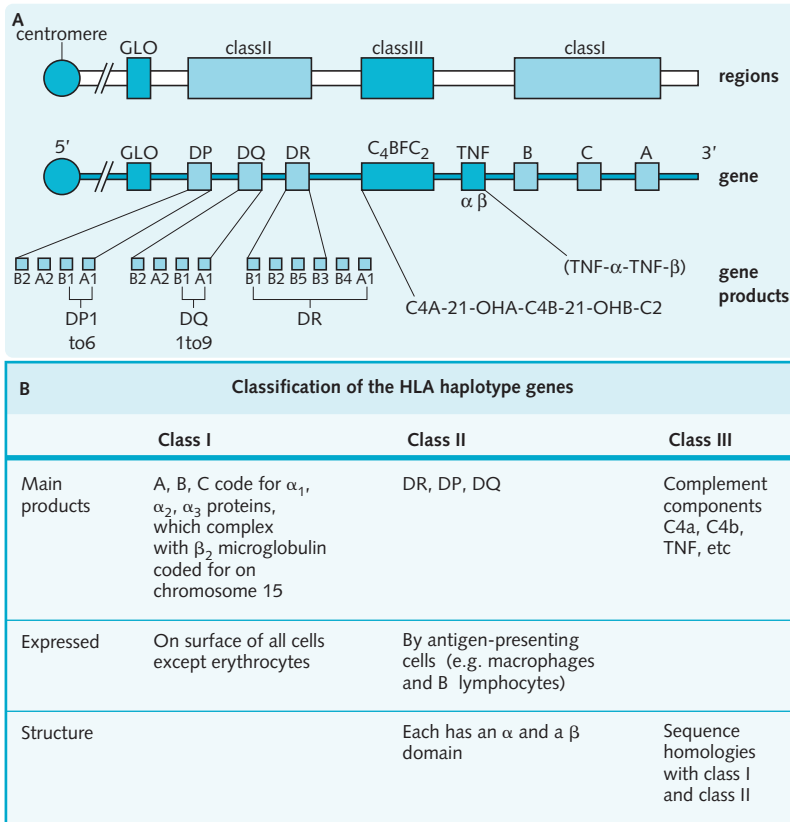 A
centromere
GLO
classII
classIII
classI
regions
5′
GLO
DP
DQ
DR
C₄BFC₂
TNF
B
C
A
3′
gene
α β
(TNF-α-TNF-β)
B2 A2 B1 A1
B2 A2 B1 A1
B1 B2 B5 B3 B4 A1
gene
products
C4A-21-OHA-C4B-21-OHB-C2
DP1
to6
DQ
1to9
DR
B Classification of the HLA haplotype genes
Class I Class II Class III
Main
products
A, B, C code for α₁,
α₂, α₃ proteins,
which complex
with β₂ microglobulin
coded for on
chromosome 15
DR, DP, DQ
Complement
components
C4a, C4b,
TNF, etc
Expressed
On surface of all cells
except erythrocytes
By antigen-presenting
cells (e.g. macrophages
and B lymphocytes)
Structure
Each has an α and a β
domain
Sequence
homologies
with class I
and class II